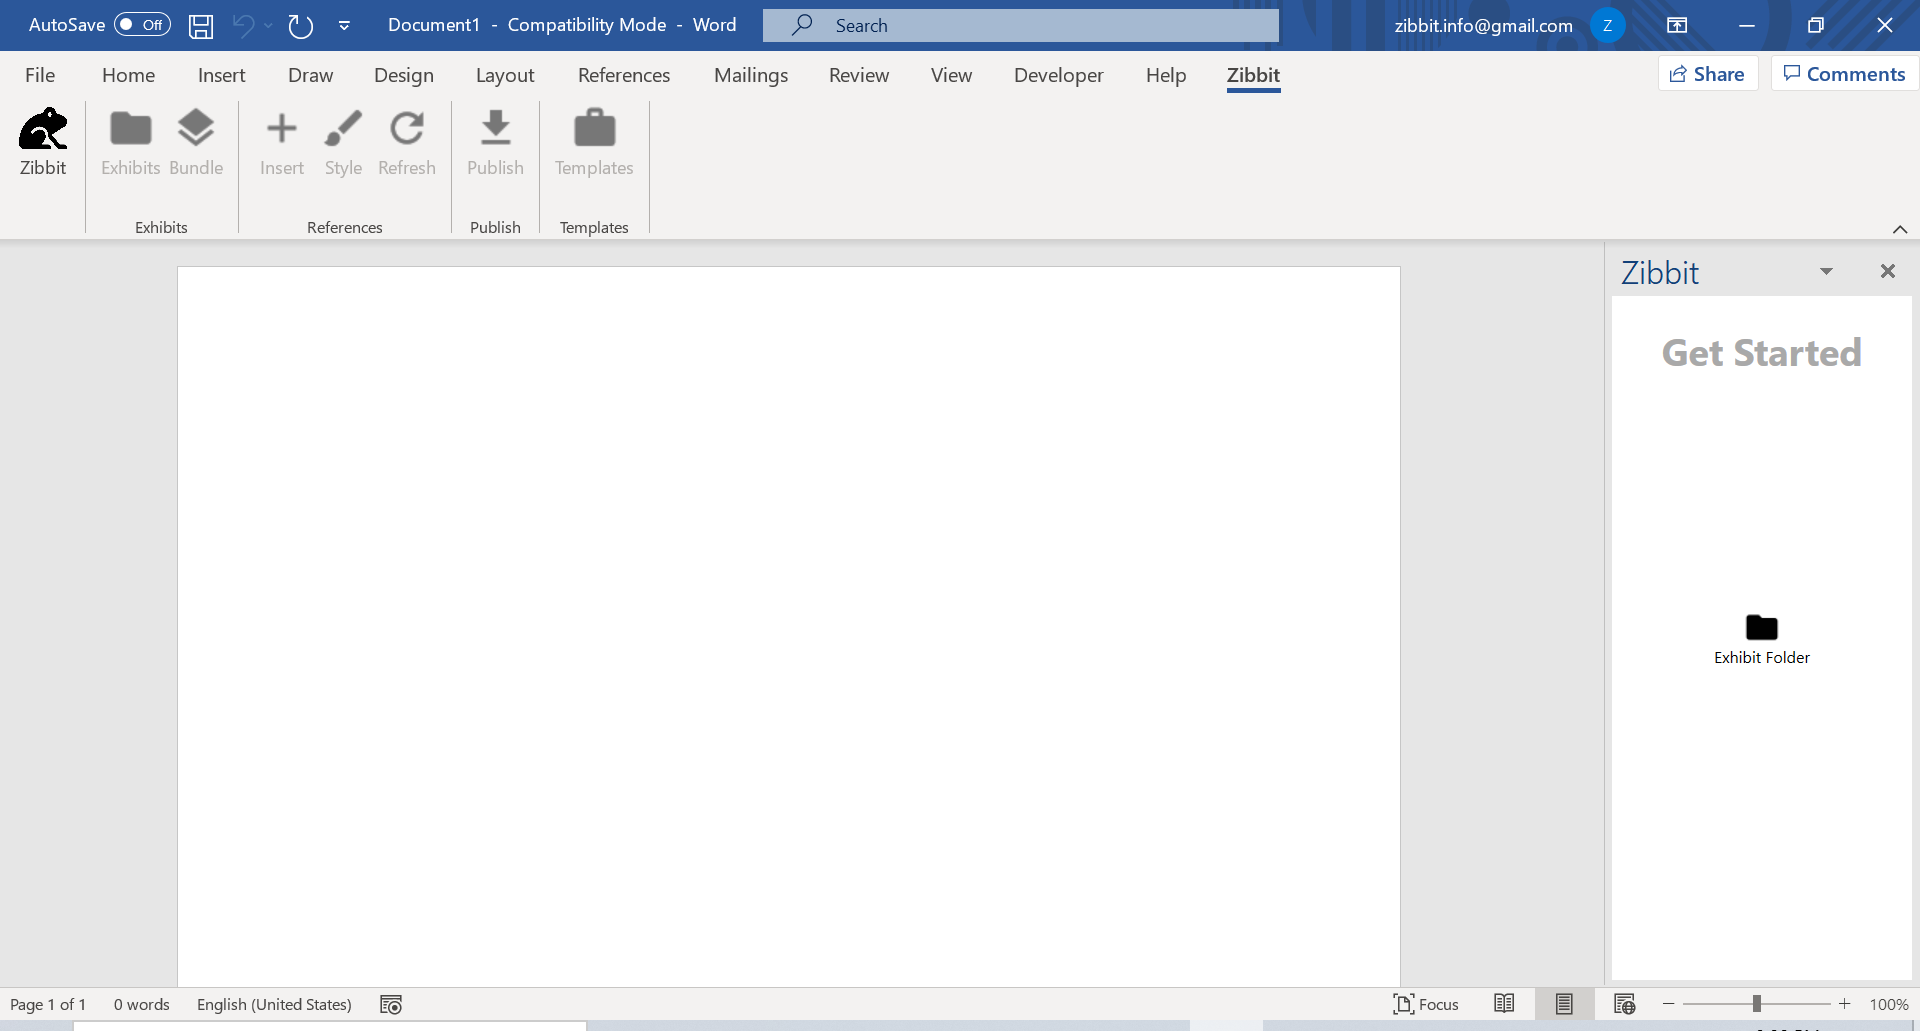 AutoSave Off Document1 - Compatibility Mode - Word Search zibbit.info@gmail.com Z
File Home Insert Draw Design Layout References Mailings Review View Developer Help Zibbit Share Comments
Zibbit Exhibits Bundle Insert Style Refresh Publish Templates
Exhibits References Publish Templates
Zibbit
Get Started
Exhibit Folder
Page 1 of 1 0 words English (United States) Focus 100%